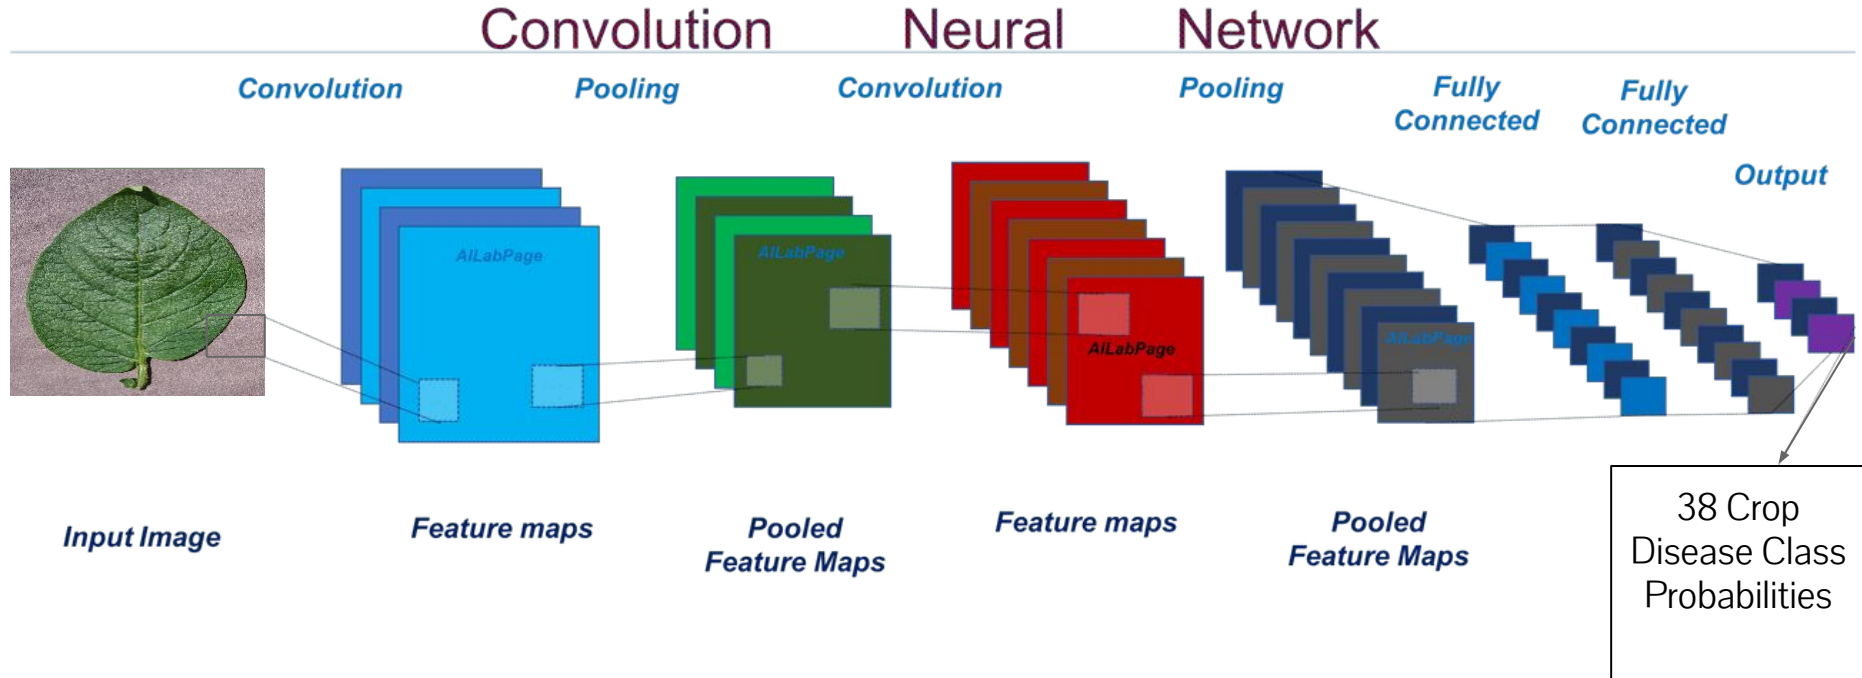 Convolution Neural Network
Convolution
Pooling
Convolution
Pooling
Fully
Connected
Fully
Connected
Output
AILabPage
AILabPage
AILabPage
AILabPage
Input Image
Feature maps
Pooled
Feature Maps
Feature maps
Pooled
Feature Maps
38 Crop
Disease Class
Probabilities